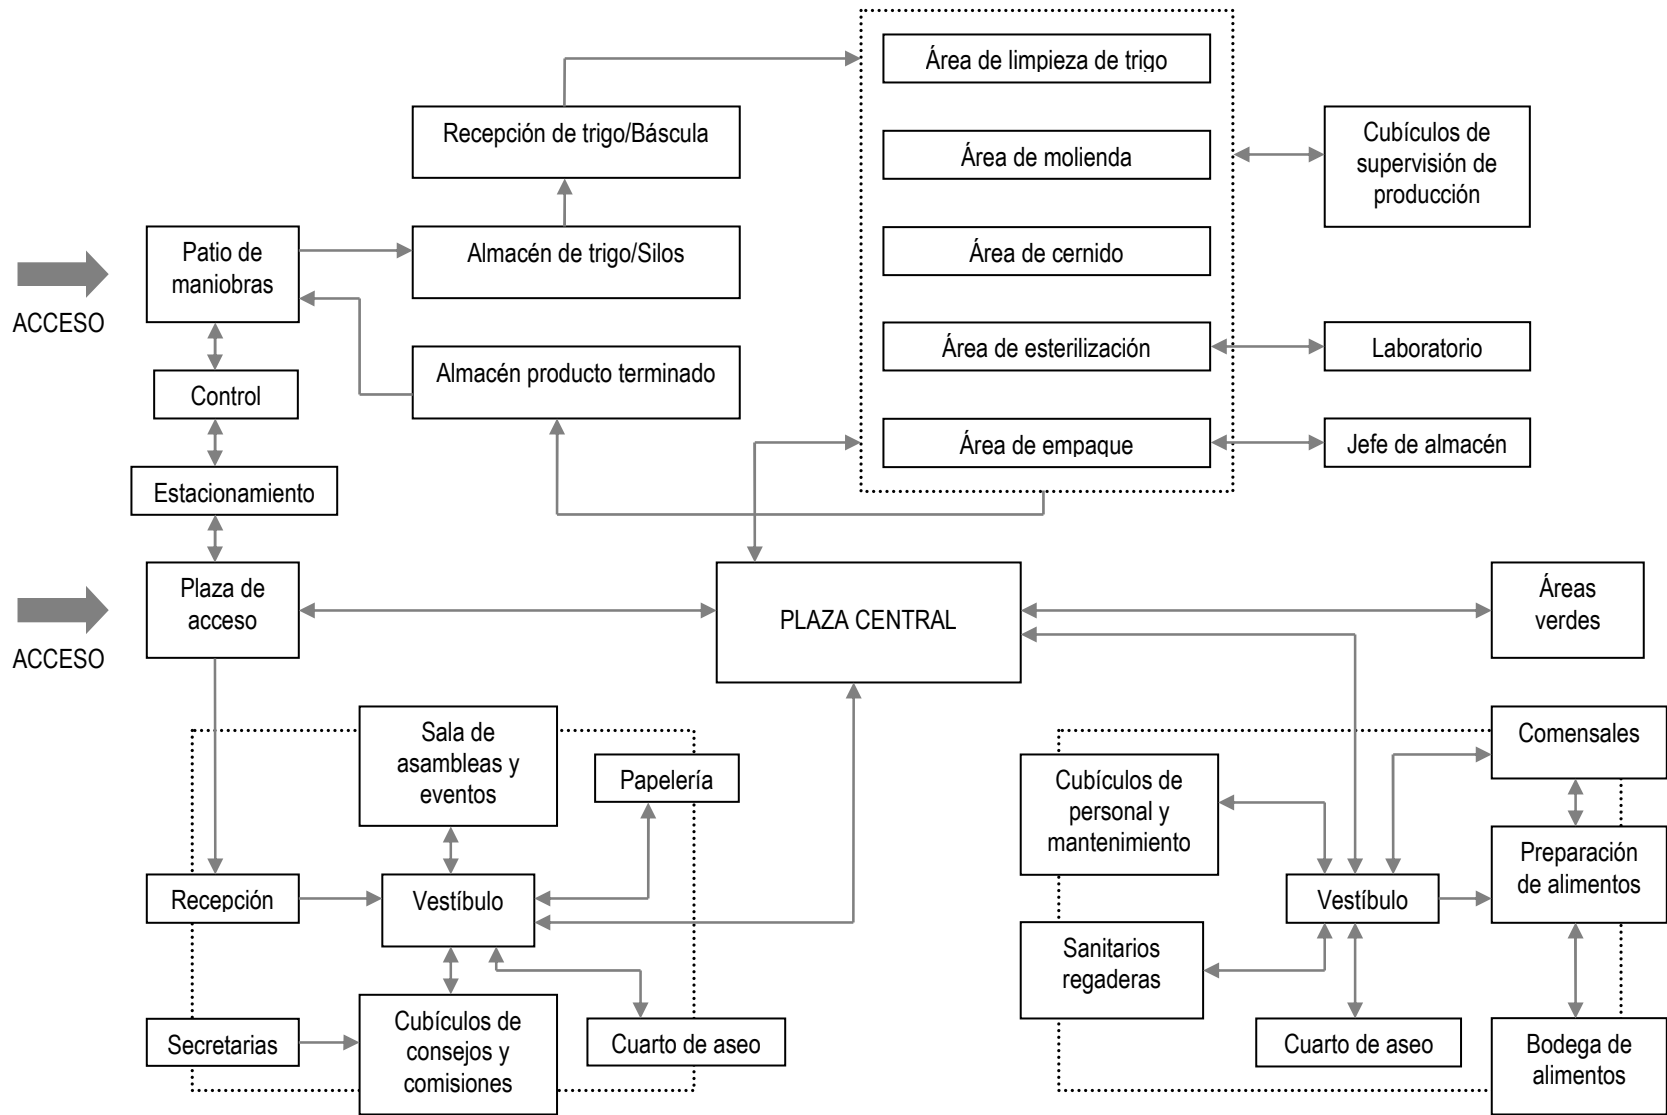 Área de limpieza de trigo
Recepción de trigo/Báscula
Área de molienda
Cubículos de
supervisión de
producción
ACCESO
Patio de
maniobras
Almacén de trigo/Silos
Área de cernido
Almacén producto terminado
Área de esterilización
Laboratorio
Control
Área de empaque
Jefe de almacén
Estacionamiento
ACCESO
Plaza de
acceso
PLAZA CENTRAL
Áreas
verdes
Sala de
asambleas y
eventos
Papelería
Recepción
Vestíbulo
Secretarias
Cubículos de
consejos y
comisiones
Cuarto de aseo
Cubículos de
personal y
mantenimiento
Comensales
Vestíbulo
Preparación
de alimentos
Sanitarios
regaderas
Cuarto de aseo
Bodega de
alimentos